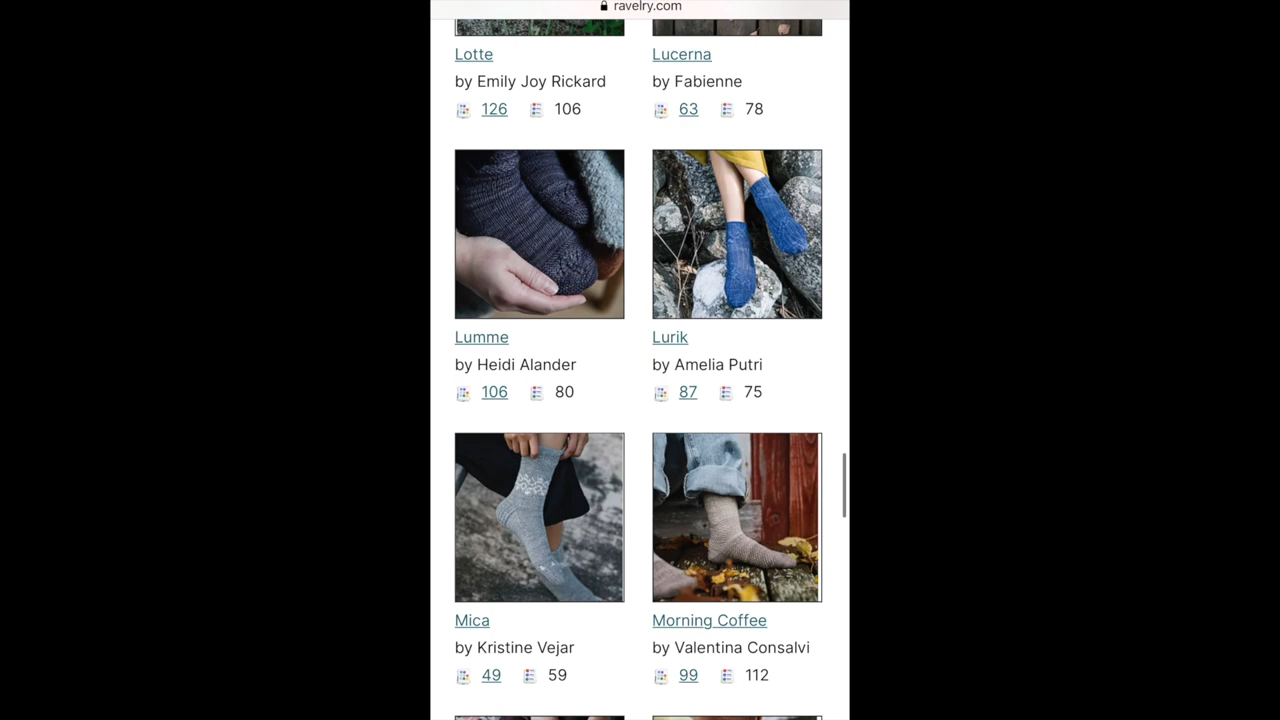 ravelry.com
Lotte
by Emily Joy Rickard
126 106
Lucerna
by Fabienne
63 78
Lumme
by Heidi Alander
106 80
Lurik
by Amelia Putri
87 75
Mica
by Kristine Vejar
49 59
Morning Coffee
by Valentina Consalvi
99 112